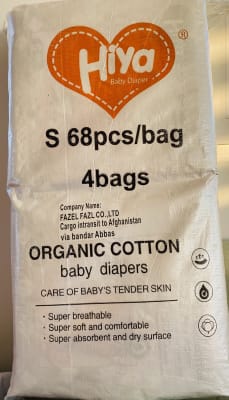 Hiya
Baby Diaper
S 68pcs/bag
4bags
Company Name:
FAZEL FAZL CO.,LTD
Cargo intransit to Afghanistan
via bandar Abbas
ORGANIC COTTON
baby diapers
CARE OF BABY'S TENDER SKIN
• Super breathable
• Super soft and comfortable
• Super absorbent and dry surface